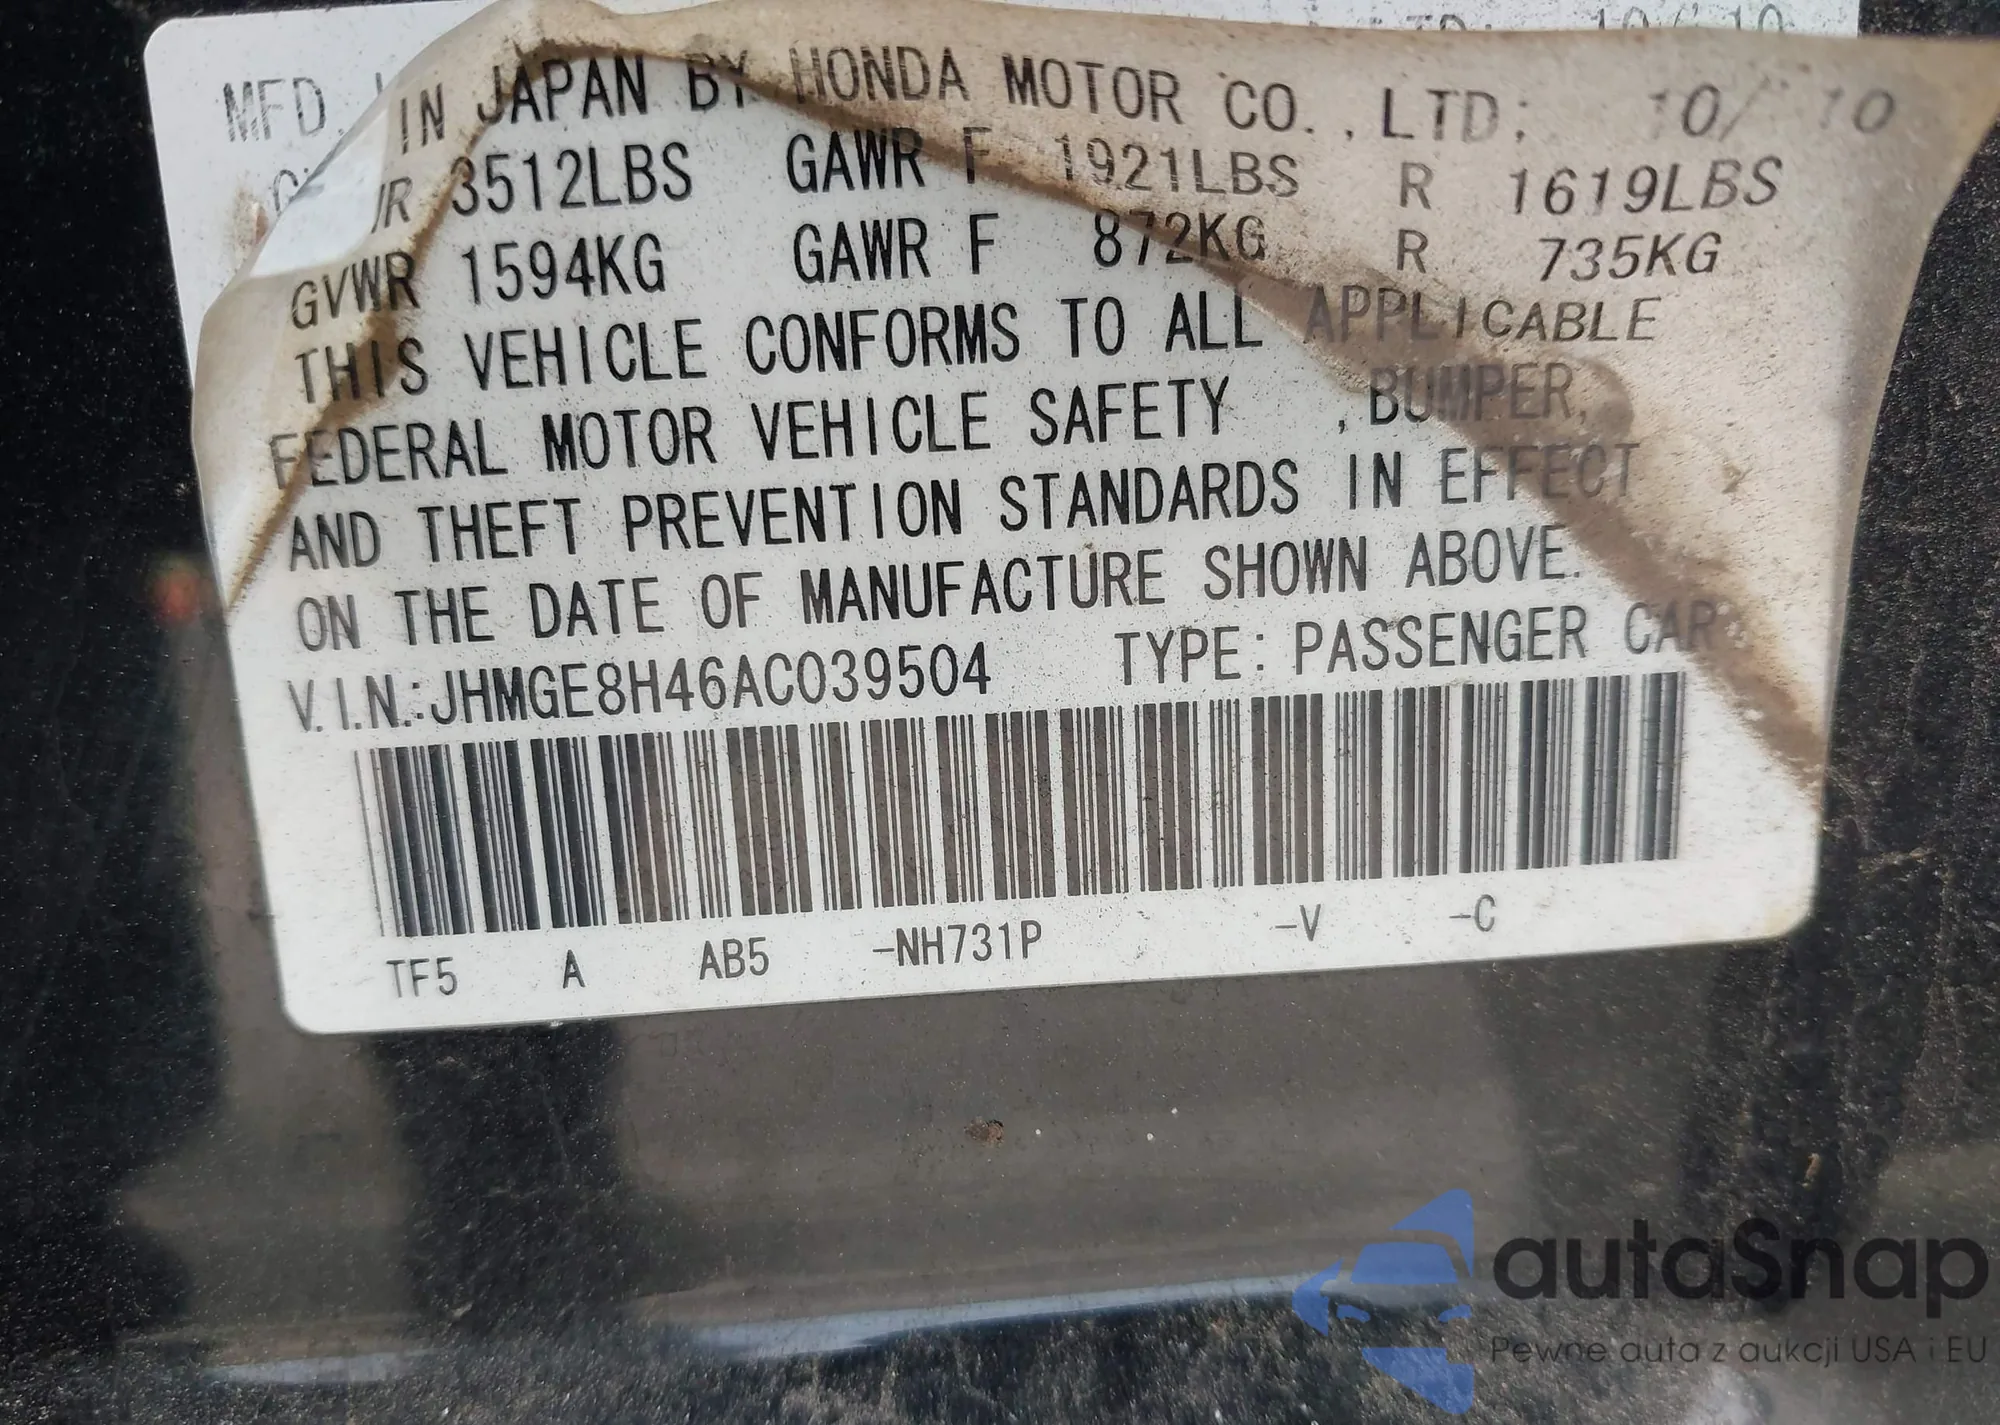 MFD. IN JAPAN BY HONDA MOTOR CO., LTD; 10/10
GVWR 3512LBS GAWR F 1921LBS R 1619LBS
GVWR 1594KG GAWR F 872KG R 735KG
THIS VEHICLE CONFORMS TO ALL APPLICABLE
FEDERAL MOTOR VEHICLE SAFETY , BUMPER,
AND THEFT PREVENTION STANDARDS IN EFFECT
ON THE DATE OF MANUFACTURE SHOWN ABOVE.
V.I.N.:JHMGE8H46AC039504 TYPE: PASSENGER CAR
TF5 A AB5 -NH731P -V -C
autaSnap
Pewne auta z aukcji USA i EU